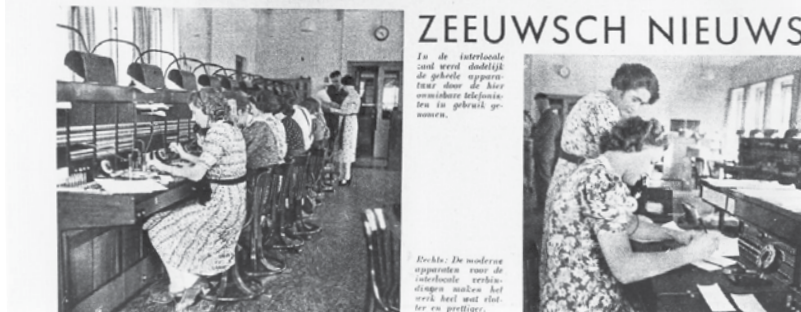 ZEEUWSCH NIEUWS
In de interlocale
zaal werd dadelijk
de geheele appara-
tuur door de hier
onmisbare telefonis-
ten in gebruik ge-
nomen.
Rechts: De moderne
apparaten voor de
interlocale verbin-
dingen maken het
werk heel wat vlot-
ter en prettiger.